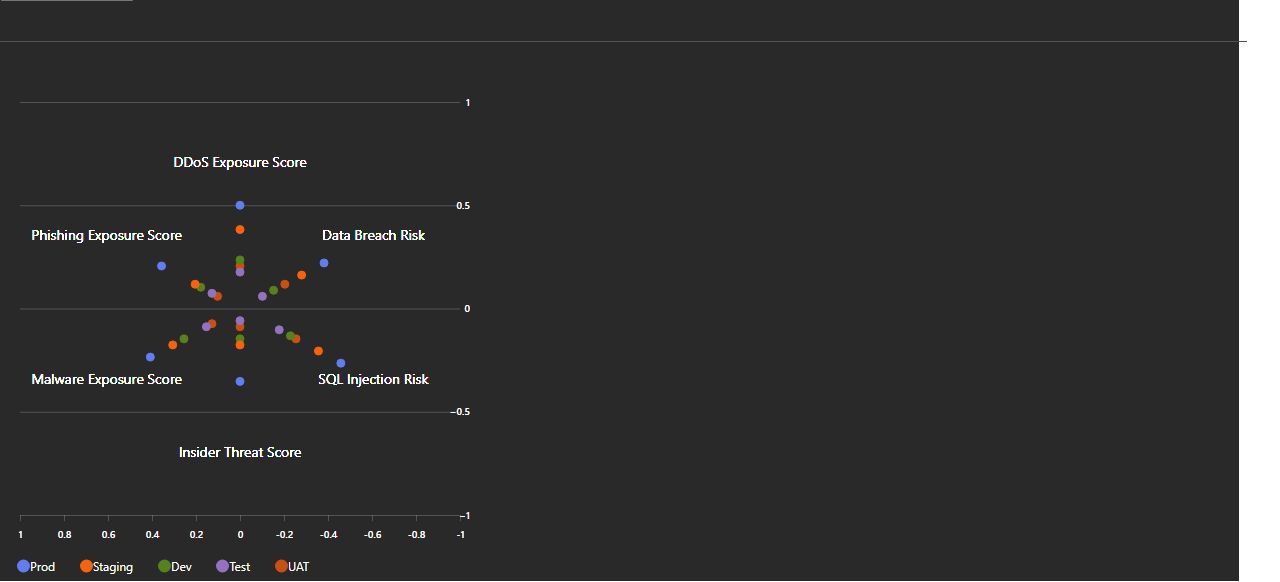 1
DDoS Exposure Score
0.5
Phishing Exposure Score
Data Breach Risk
0
Malware Exposure Score
SQL Injection Risk
−0.5
Insider Threat Score
−1
1 0.8 0.6 0.4 0.2 0 -0.2 -0.4 -0.6 -0.8 -1
Prod Staging Dev Test UAT